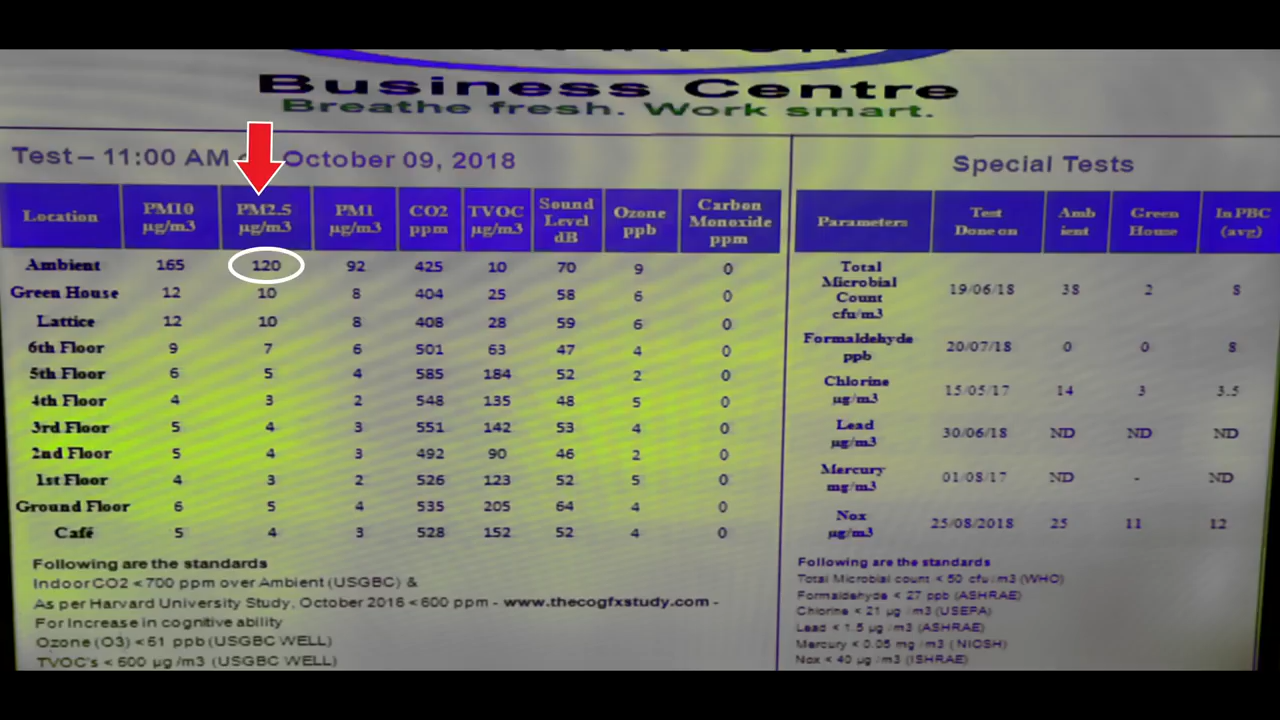 Business Centre
Breathe fresh. Work smart.
Test – 11:00 AM October 09, 2018
Location PM10 µg/m3 PM2.5 µg/m3 PM1 µg/m3 CO2 ppm TVOC µg/m3 Sound Level dB Ozone ppb Carbon Monoxide ppm
Ambient 165 120 92 425 10 70 9 0
Green House 12 10 8 404 25 58 6 0
Lattice 12 10 8 408 28 59 6 0
6th Floor 9 7 6 501 63 47 4 0
5th Floor 6 5 4 585 184 52 2 0
4th Floor 4 3 2 548 135 48 5 0
3rd Floor 5 4 3 551 142 53 4 0
2nd Floor 5 4 3 492 90 46 2 0
1st Floor 4 3 2 526 123 52 5 0
Ground Floor 6 5 4 535 205 64 4 0
Café 5 4 3 528 152 52 4 0
Following are the standards
Indoor CO2 < 700 ppm over Ambient (USGBC) &
As per Harvard University Study, October 2016 < 600 ppm - www.thecogfxstudy.com -
For Increase in cognitive ability
Ozone (O3) < 61 ppb (USGBC WELL)
TVOC's < 600 µg /m3 (USGBC WELL)
Special Tests
Parameters Test Done on Amb ient Green House In PBC (avg)
Total Microbial Count cfu/m3 19/06/18 38 2 8
Formaldehyde ppb 20/07/18 0 0 8
Chlorine µg/m3 15/05/17 14 3 3.5
Lead µg/m3 30/06/18 ND ND ND
Mercury mg/m3 01/08/17 ND - ND
Nox µg/m3 25/08/2018 25 11 12
Following are the standards
Total Microbial count < 50 cfu/m3 (WHO)
Formaldehyde < 27 ppb (ASHRAE)
Chlorine < 21 µg /m3 (USEPA)
Lead < 1.5 µg /m3 (ASHRAE)
Mercury < 0.05 mg /m3 ( NIOSH)
Nox < 40 µg /m3 (ISHRAE)